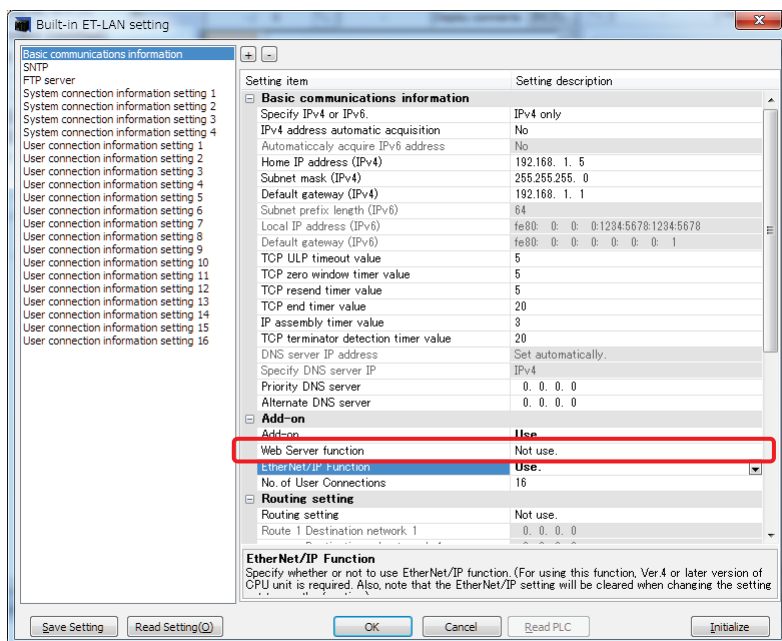 Built-in ET-LAN setting
Basic communications information
SNTP
FTP server
System connection information setting 1
System connection information setting 2
System connection information setting 3
System connection information setting 4
User connection information setting 1
User connection information setting 2
User connection information setting 3
User connection information setting 4
User connection information setting 5
User connection information setting 6
User connection information setting 7
User connection information setting 8
User connection information setting 9
User connection information setting 10
User connection information setting 11
User connection information setting 12
User connection information setting 13
User connection information setting 14
User connection information setting 15
User connection information setting 16
Setting item Setting description
Basic communications information
Specify IPv4 or IPv6. IPv4 only
IPv4 address automatic acquisition No
Automaticcaly acquire IPv6 address No
Home IP address (IPv4) 192.168. 1. 5
Subnet mask (IPv4) 255.255.255. 0
Default gateway (IPv4) 192.168. 1. 1
Subnet prefix length (IPv6) 64
Local IP address (IPv6) fe80: 0: 0: 0:1234:5678:1234:5678
Default gateway (IPv6) fe80: 0: 0: 0: 0: 0: 0: 1
TCP ULP timeout value 5
TCP zero window timer value 5
TCP resend timer value 5
TCP end timer value 20
IP assembly timer value 3
TCP terminator detection timer value 20
DNS server IP address Set automatically.
Specify DNS server IP IPv4
Priority DNS server 0. 0. 0. 0
Alternate DNS server 0. 0. 0. 0
Add-on
Add-on Use
Web Server function Not use.
EtherNet/IP Function Use.
No. of User Connections 16
Routing setting
Routing setting Not use.
Route 1 Destination network 1 0. 0. 0. 0
EtherNet/IP Function
Specify whether or not to use EtherNet/IP function. (For using this function, Ver.4 or later version of
CPU unit is required. Also, note that the EtherNet/IP setting will be cleared when changing the setting
Save Setting Read Setting(O) OK Cancel Read PLC Initialize